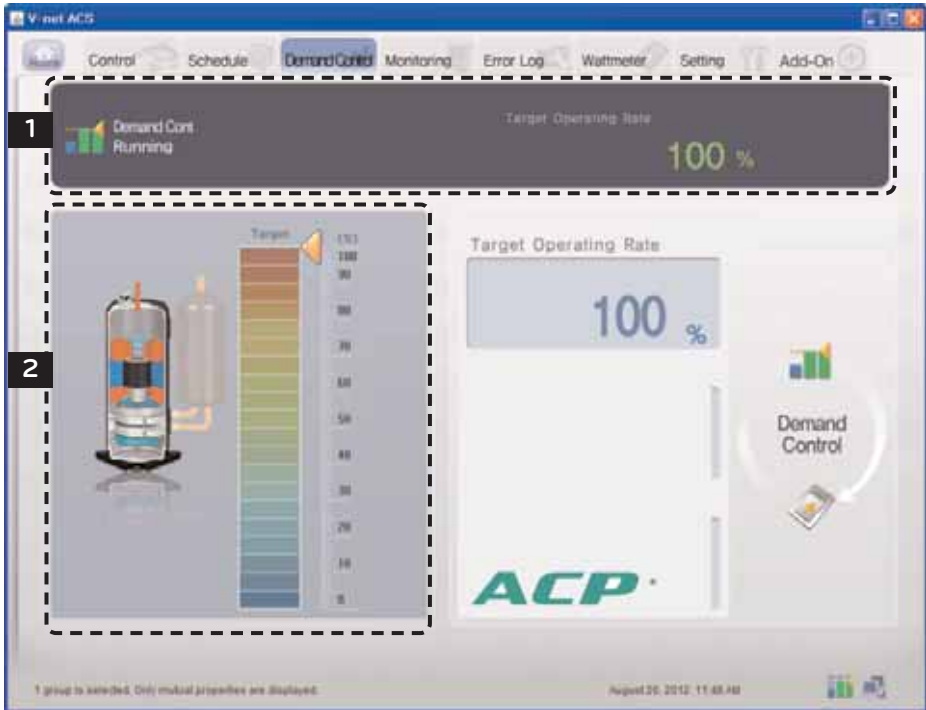 V-net ACS
Control Schedule Demand Control Monitoring Error Log Wattmeter Setting Add-On
1
Demand Cont
Running
Target Operating Rate
100 %
2
Target
(%)
100
90
80
70
60
50
40
30
20
10
0
Target Operating Rate
100 %
Demand
Control
ACP
1 group is selected. Only mutual properties are displayed.
August 20, 2012 11:48 AM